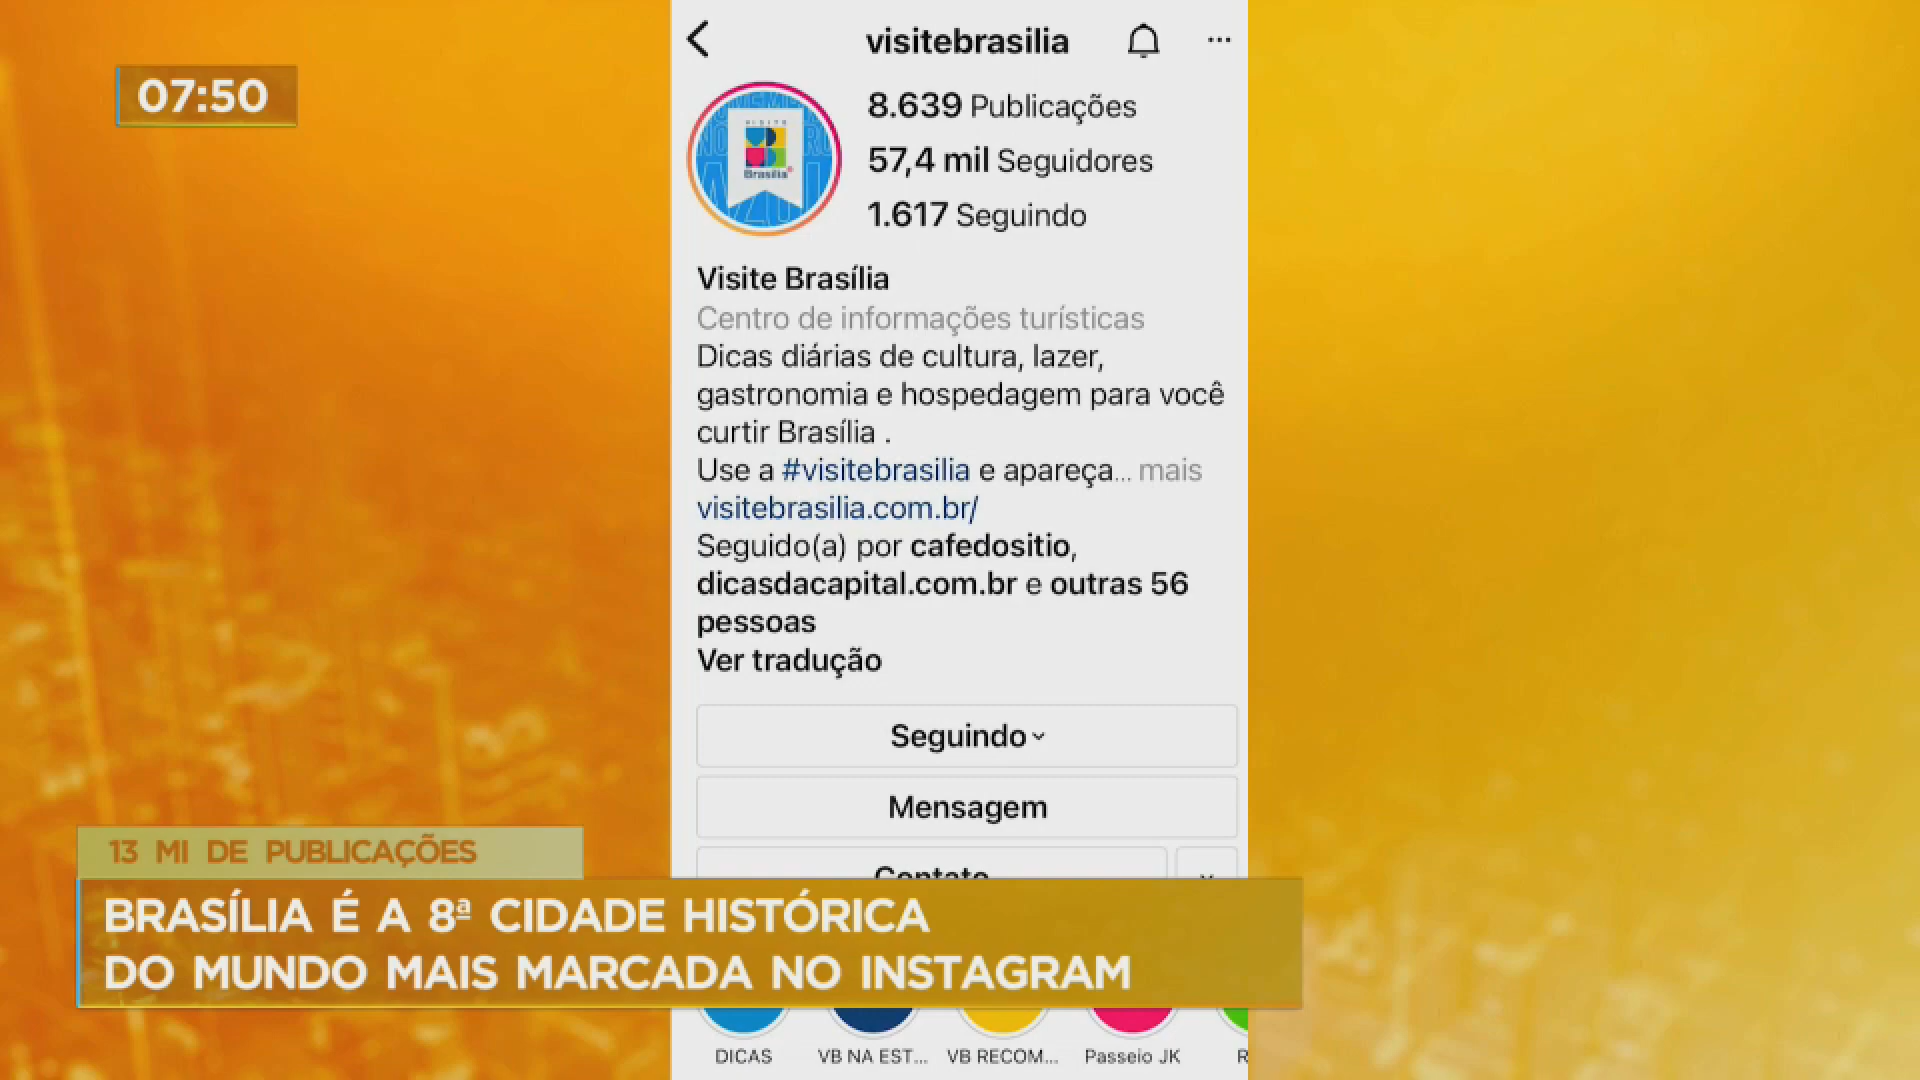 07:50
visitebrasilia
VISITE
Brasília
8.639 Publicações
57,4 mil Seguidores
1.617 Seguindo
Visite Brasília
Centro de informações turísticas
Dicas diárias de cultura, lazer,
gastronomia e hospedagem para você
curtir Brasília .
Use a #visitebrasilia e apareça... mais
visitebrasilia.com.br/
Seguido(a) por cafedositio,
dicasdacapital.com.br e outras 56
pessoas
Ver tradução
Seguindo
Mensagem
Contato
13 MI DE PUBLICAÇÕES
BRASÍLIA É A 8ª CIDADE HISTÓRICA
DO MUNDO MAIS MARCADA NO INSTAGRAM
DICAS VB NA EST... VB RECOM... Passeio JK R